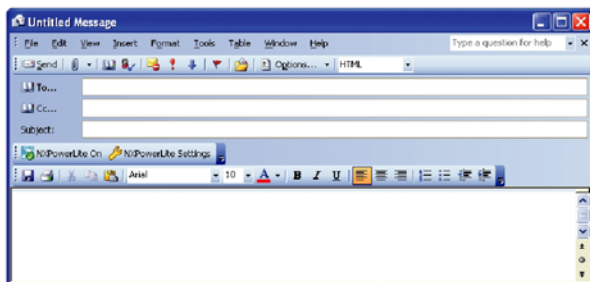 Untitled Message
File Edit View Insert Format Tools Table Window Help Type a question for help
Send Options... HTML
To...
Cc...
Subject:
NXPowerLite On NXPowerLite Settings
Arial 10 A B I U